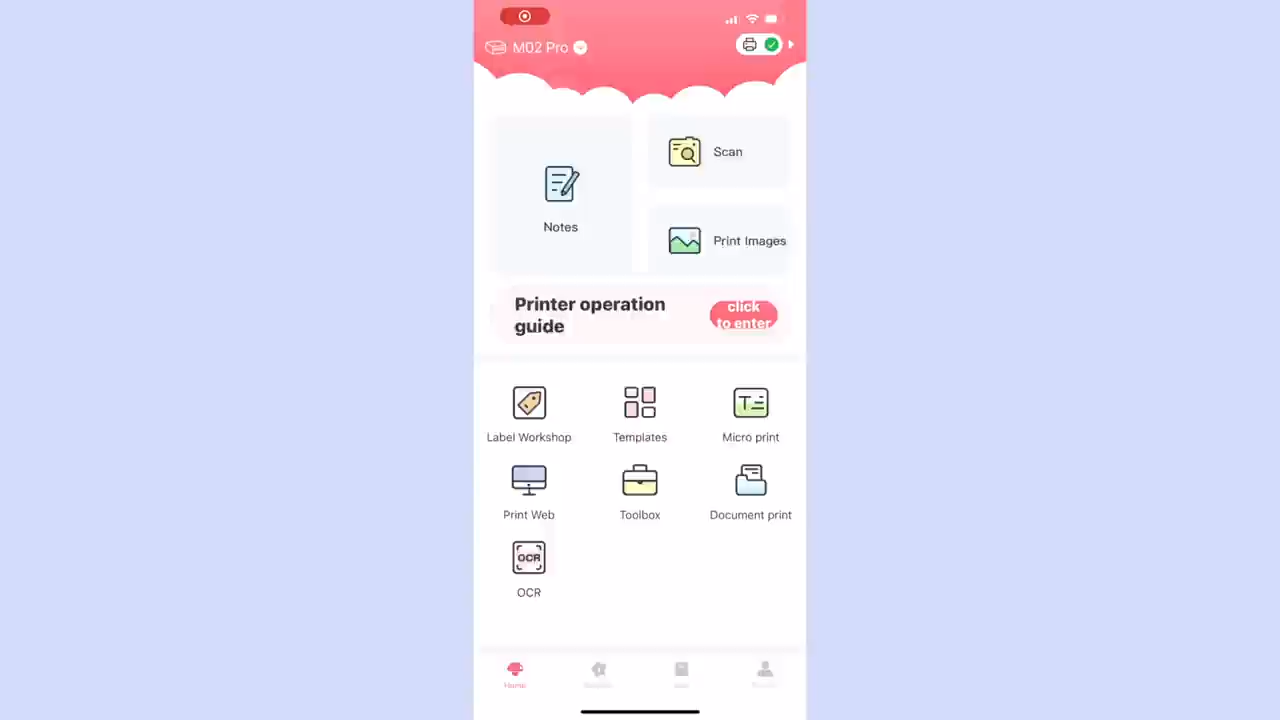 M02 Pro
Scan
Notes
Print Images
Printer operation
guide
click
to enter
Label Workshop
Templates
Micro print
T
Print Web
Toolbox
Document print
OCR
OCR
Home